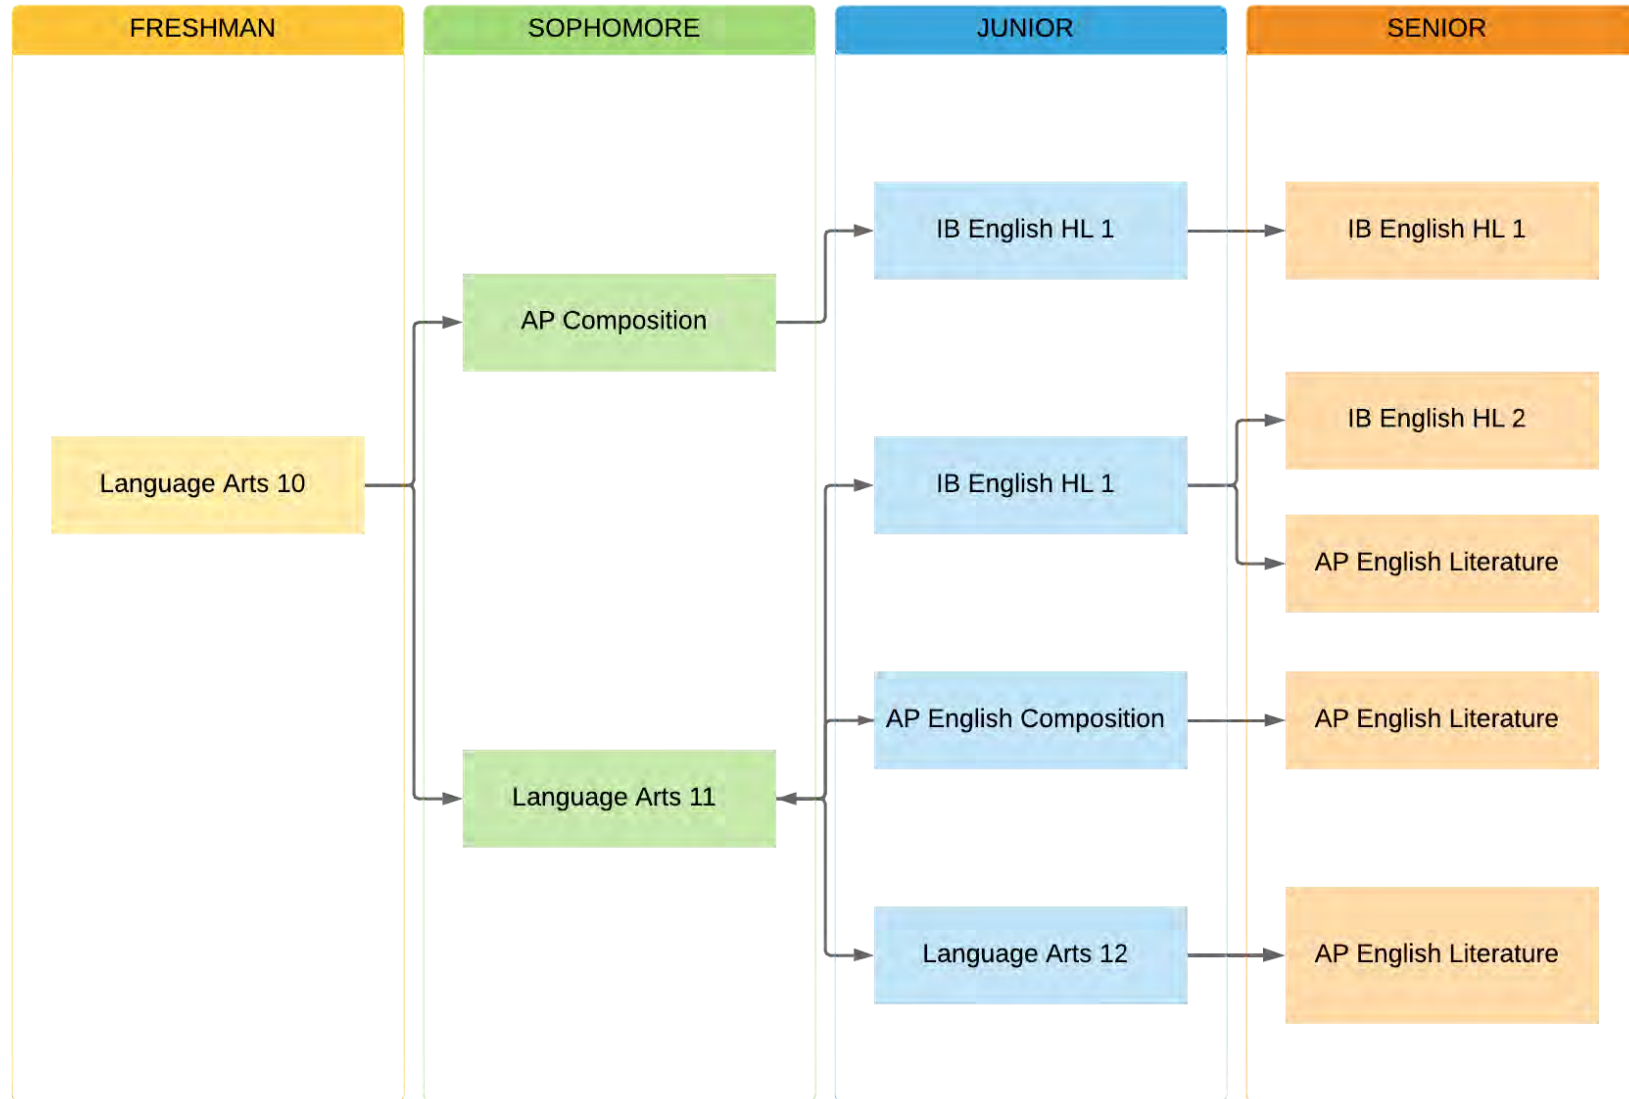 FRESHMAN
SOPHOMORE
JUNIOR
SENIOR
IB English HL 1
IB English HL 1
AP Composition
IB English HL 2
Language Arts 10
IB English HL 1
AP English Literature
AP English Composition
AP English Literature
Language Arts 11
Language Arts 12
AP English Literature